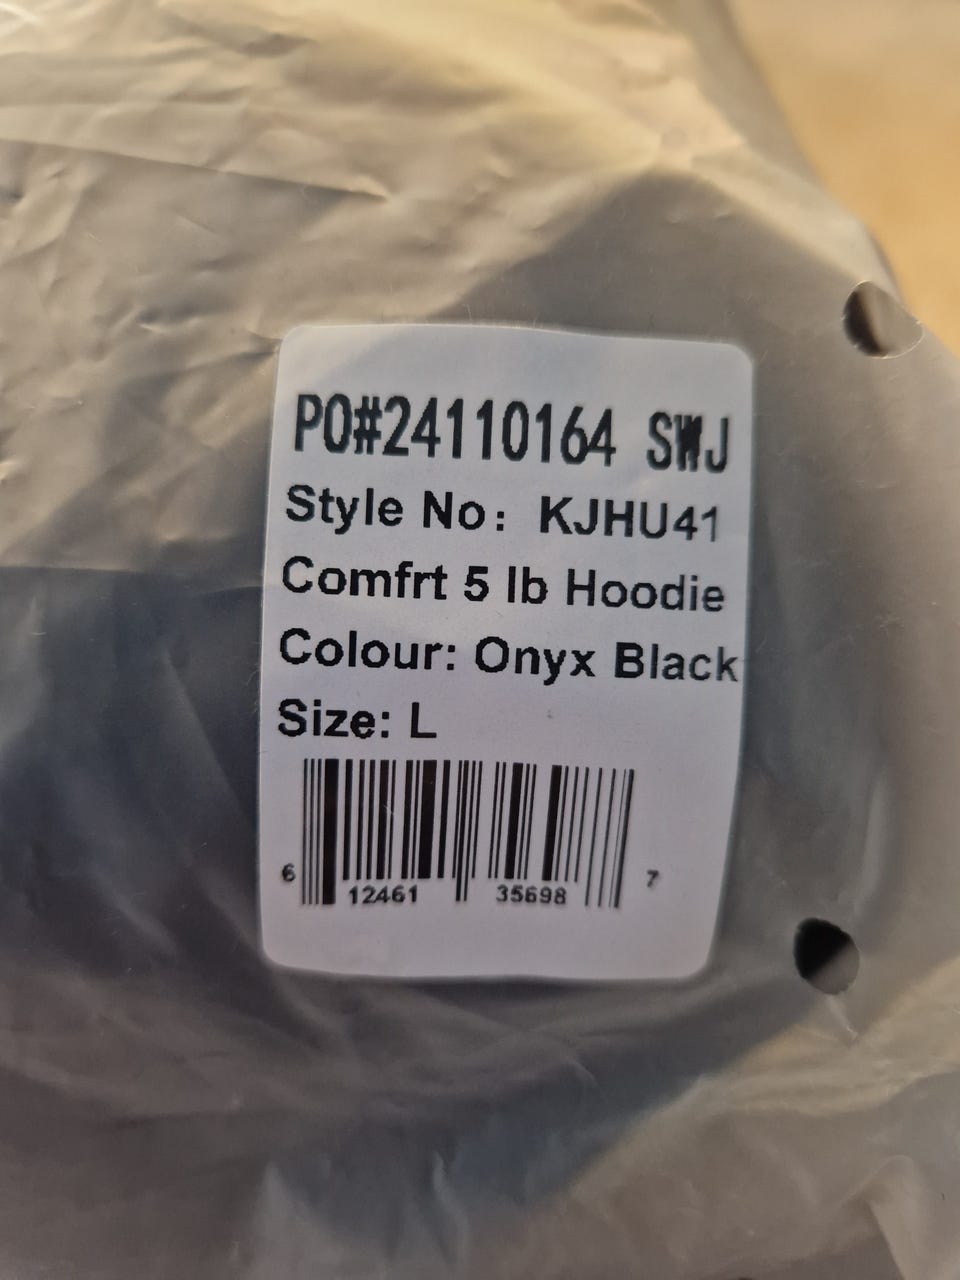 PO#24110164 SWJ
Style No: KJHU41
Comfrt 5 lb Hoodie
Colour: Onyx Black
Size: L
6 12461 35698 7